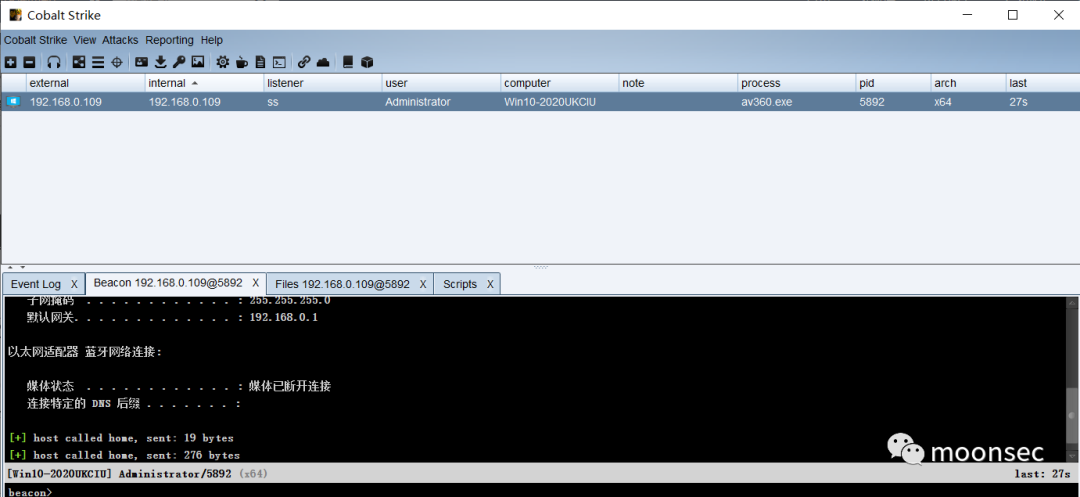 Cobalt Strike
Cobalt Strike View Attacks Reporting Help
external internal listener user computer note process pid arch last
192.168.0.109 192.168.0.109 ss Administrator Win10-2020UKCIU av360.exe 5892 x64 27s
Event Log X Beacon 192.168.0.109@5892 X Files 192.168.0.109@5892 X Scripts X
子网掩码 . . . . . . . . . . . . : 255.255.255.0
默认网关. . . . . . . . . . . . . : 192.168.0.1
以太网适配器 蓝牙网络连接:
媒体状态 . . . . . . . . . . . . : 媒体已断开连接
连接特定的 DNS 后缀 . . . . . . . :
[+] host called home, sent: 19 bytes
[+] host called home, sent: 276 bytes
moonsec
[Win10-2020UKCIU] Administrator/5892 (x64) last: 27s
beacon>